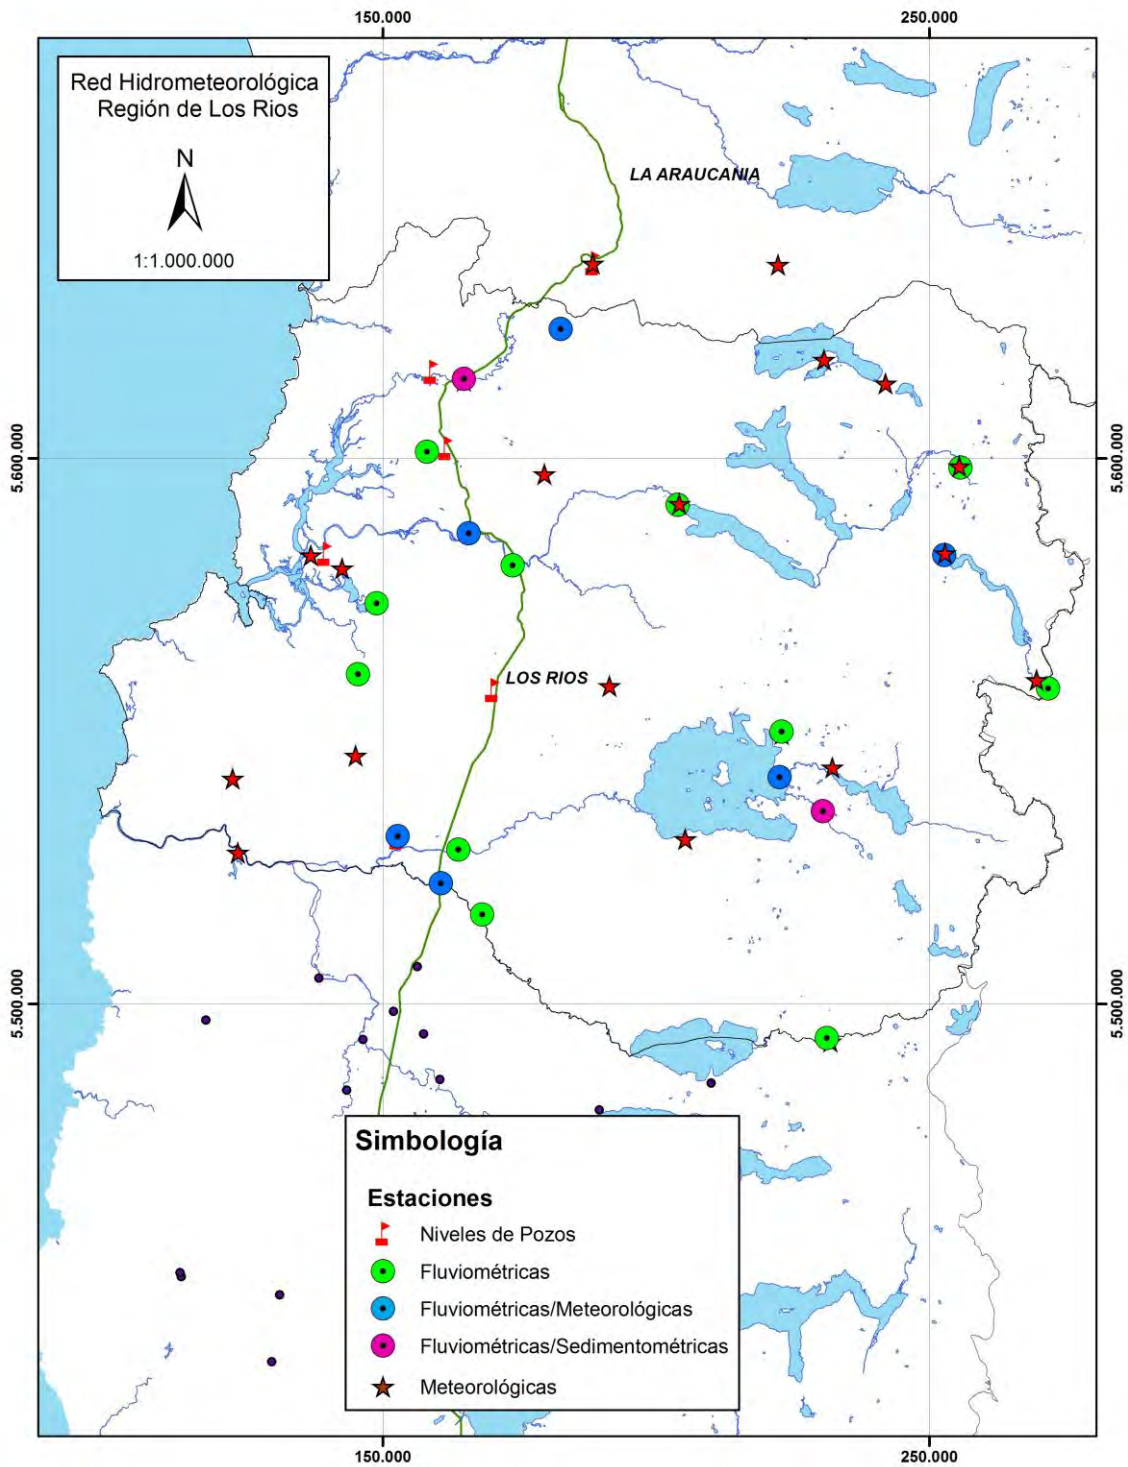 150.000
250.000
Red Hidrometeorológica
Región de Los Rios
N
1:1.000.000
LA ARAUCANIA
5.600.000
5.600.000
LOS RIOS
5.500.000
5.500.000
Simbología
Estaciones
Niveles de Pozos
Fluviométricas
Fluviométricas/Meteorológicas
Fluviométricas/Sedimentométricas
Meteorológicas
150.000
250.000